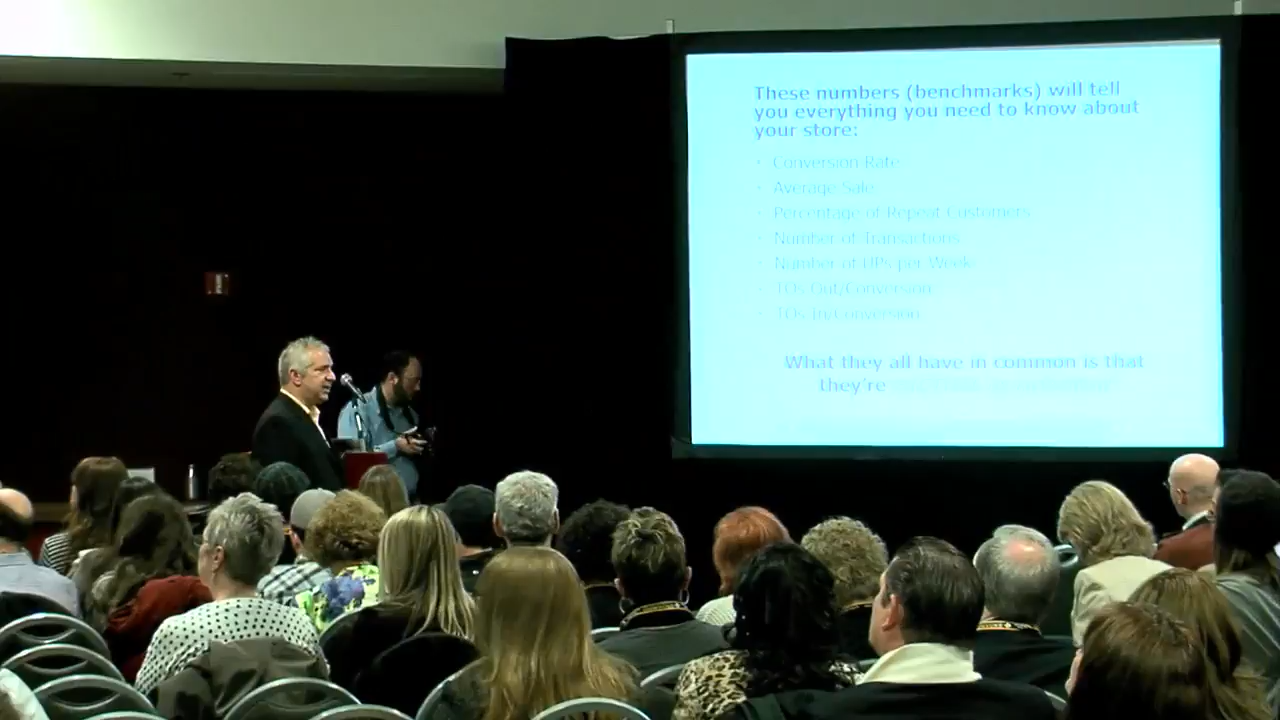 These numbers (benchmarks) will tell
you everything you need to know about
your store:
• Conversion Rate
• Average Sale
• Percentage of Repeat Customers
• Number of Transactions
• Number of UPs per Week
• TOs Out/Conversion
• TOs In/Conversion
What they all have in common is that
they're